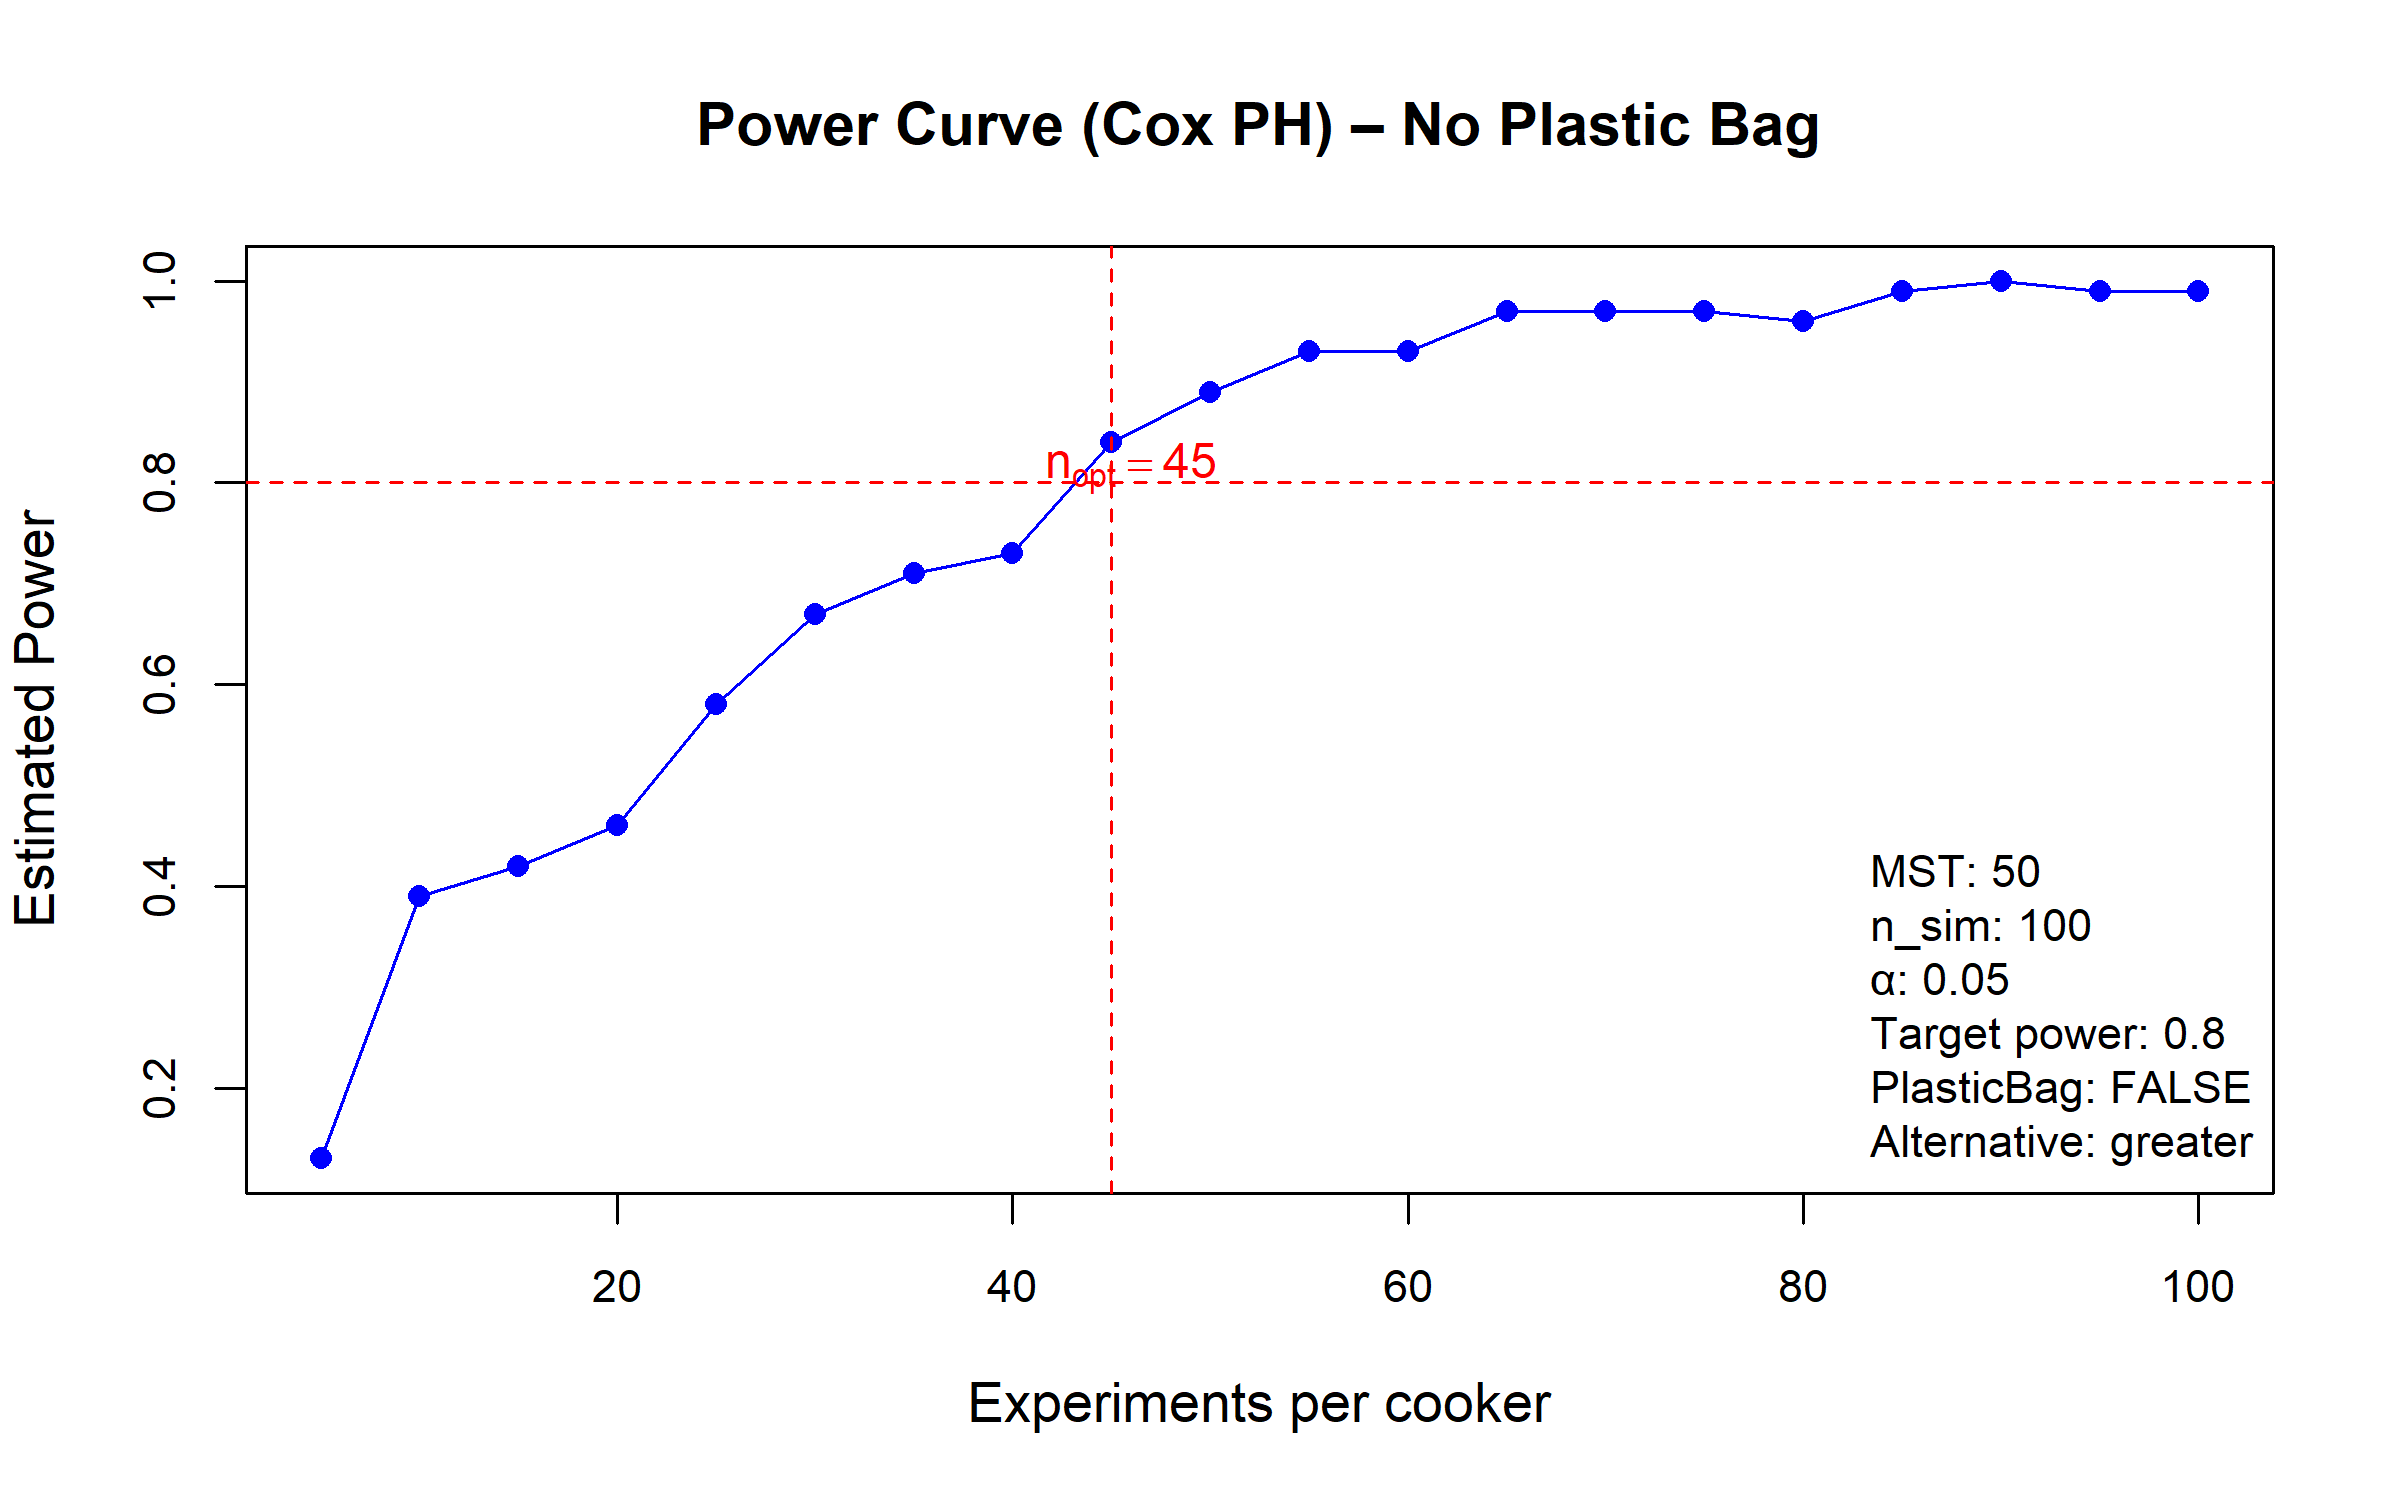 Power Curve (Cox PH) – No Plastic Bag
Estimated Power
1.0
0.8
0.6
0.4
0.2
n_opt = 45
MST: 50
n_sim: 100
α: 0.05
Target power: 0.8
PlasticBag: FALSE
Alternative: greater
20 40 60 80 100
Experiments per cooker